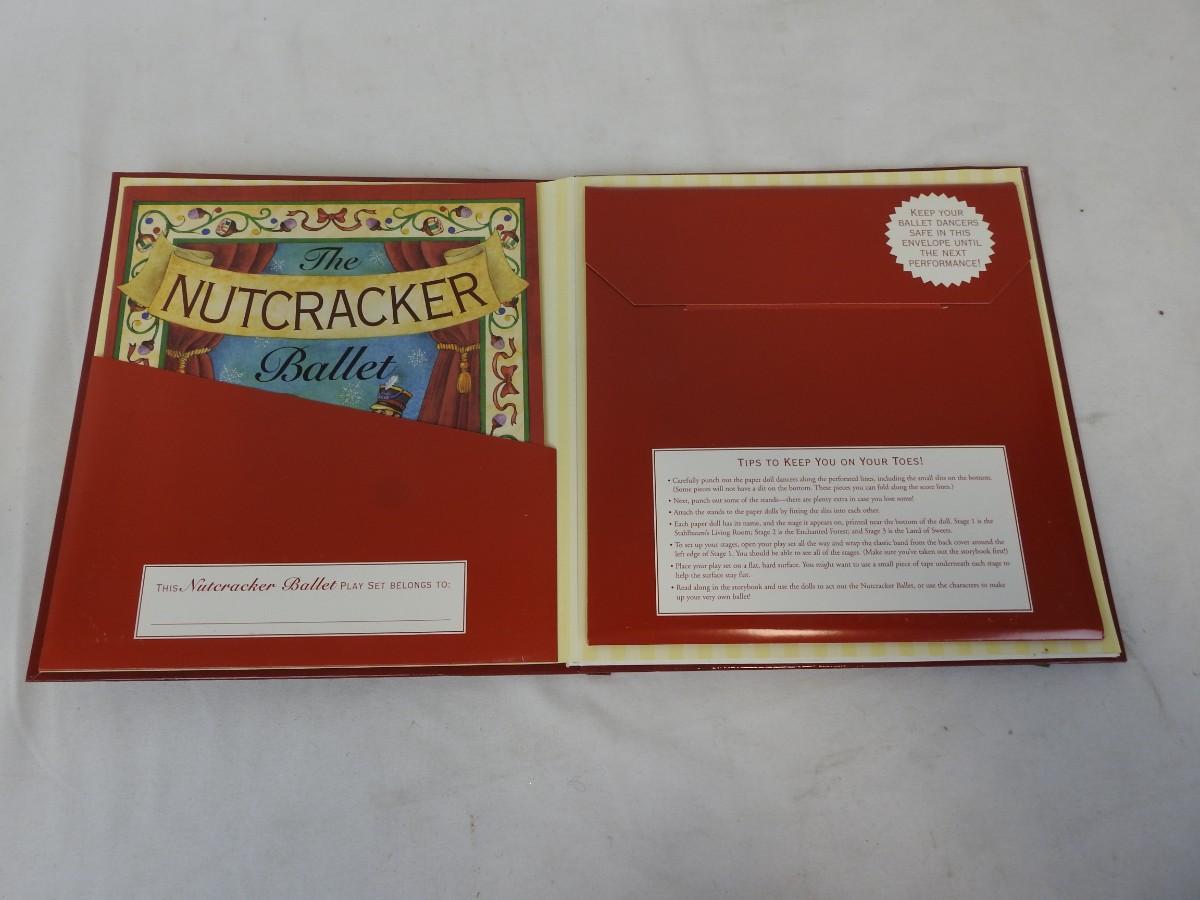 The
NUTCRACKER
Ballet
THIS Nutcracker Ballet PLAY SET BELONGS TO:
KEEP YOUR
BALLET DANCERS
SAFE IN THIS
ENVELOPE UNTIL
THE NEXT
PERFORMANCE!
TIPS TO KEEP YOU ON YOUR TOES!
• Carefully punch out the paper doll dancers along the perforated lines, including the small slits on the bottom.
(Some pieces will not have a slit on the bottom. These pieces you can fold along the score lines.)
• Next, punch out some of the stands—there are plenty extra in case you lose some!
• Attach the stands to the paper dolls by fitting the slits into each other.
• Each paper doll has its name, and the stage it appears on, printed near the bottom of the doll. Stage 1 is the
Stahlbaum's Living Room; Stage 2 is the Enchanted Forest; and Stage 3 is the Land of Sweets.
• To set up your stages, open your play set all the way and wrap the elastic band from the back cover around the
left edge of Stage 1. You should be able to see all of the stages. (Make sure you've taken out the storybook first!)
• Place your play set on a flat, hard surface. You might want to use a small piece of tape underneath each stage to
help the surface stay flat.
• Read along in the storybook and use the dolls to act out the Nutcracker Ballet, or use the characters to make
up your very own ballet!